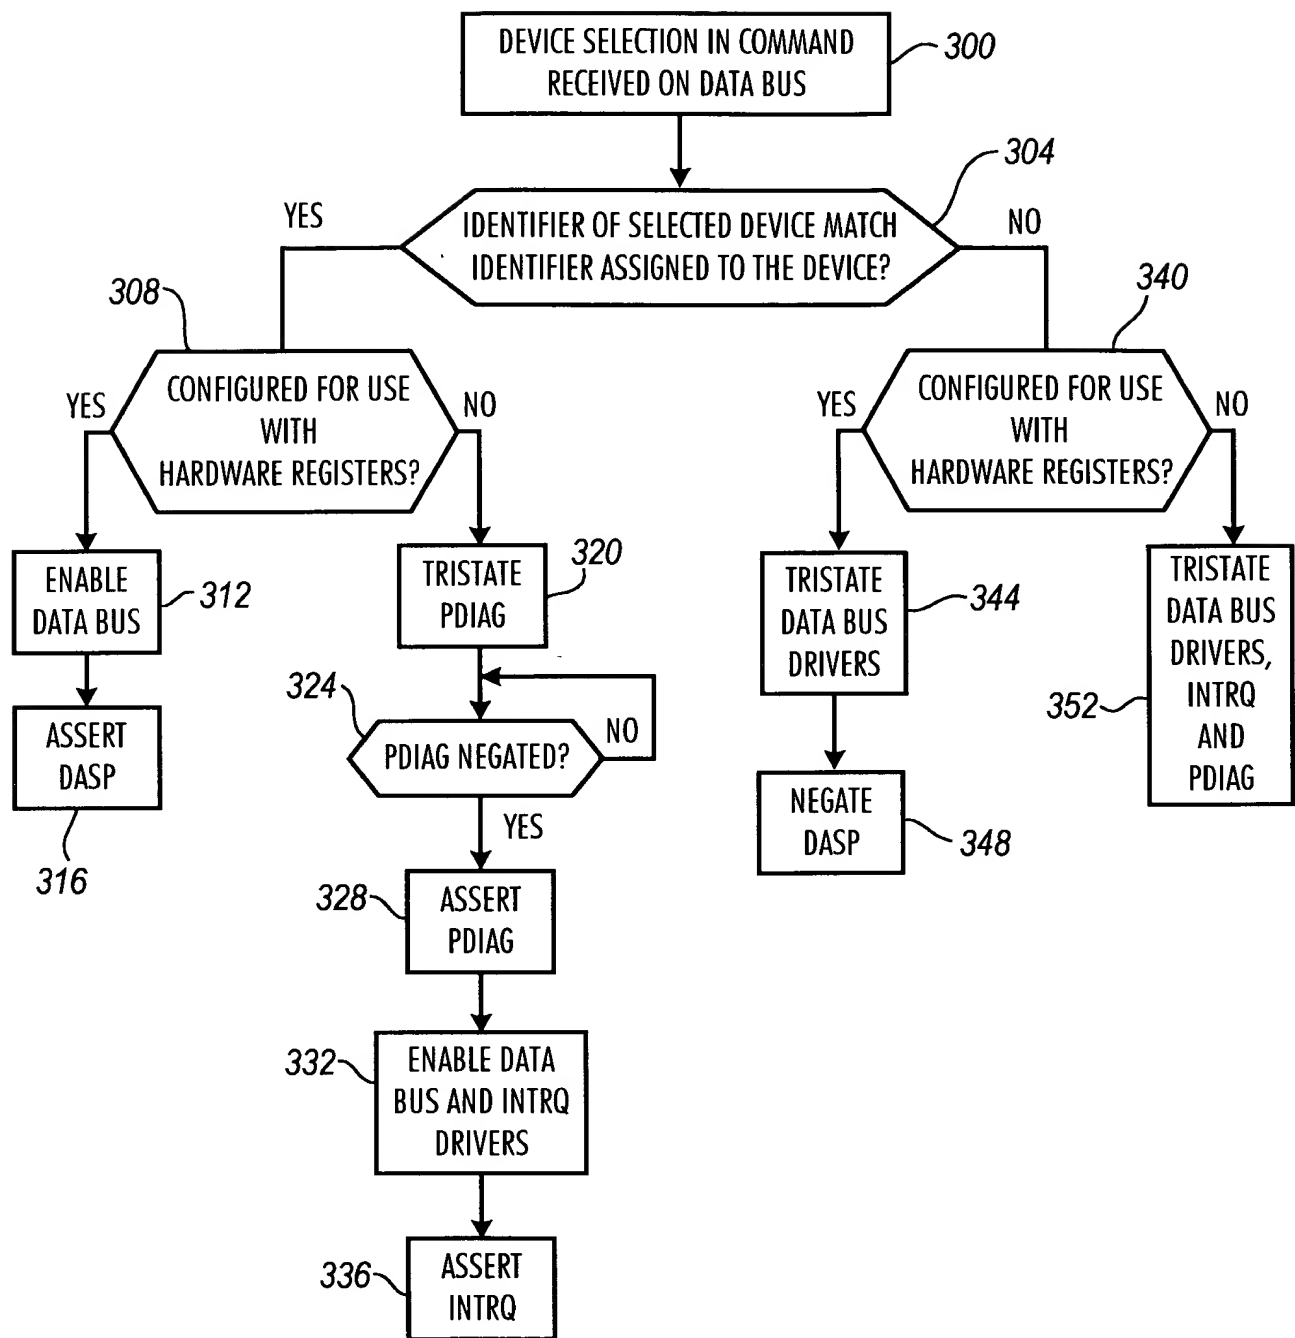 DEVICE SELECTION IN COMMAND
RECEIVED ON DATA BUS
300
304
YES
IDENTIFIER OF SELECTED DEVICE MATCH
IDENTIFIER ASSIGNED TO THE DEVICE?
NO
308
340
YES
CONFIGURED FOR USE
WITH
HARDWARE REGISTERS?
NO
YES
CONFIGURED FOR USE
WITH
HARDWARE REGISTERS?
NO
ENABLE
DATA BUS
312
ASSERT
DASP
316
TRISTATE
PDIAG
320
324
PDIAG NEGATED?
NO
YES
328
ASSERT
PDIAG
332
ENABLE DATA
BUS AND INTRQ
DRIVERS
336
ASSERT
INTRQ
TRISTATE
DATA BUS
DRIVERS
344
NEGATE
DASP
348
TRISTATE
DATA BUS
DRIVERS,
INTRQ
AND
PDIAG
352